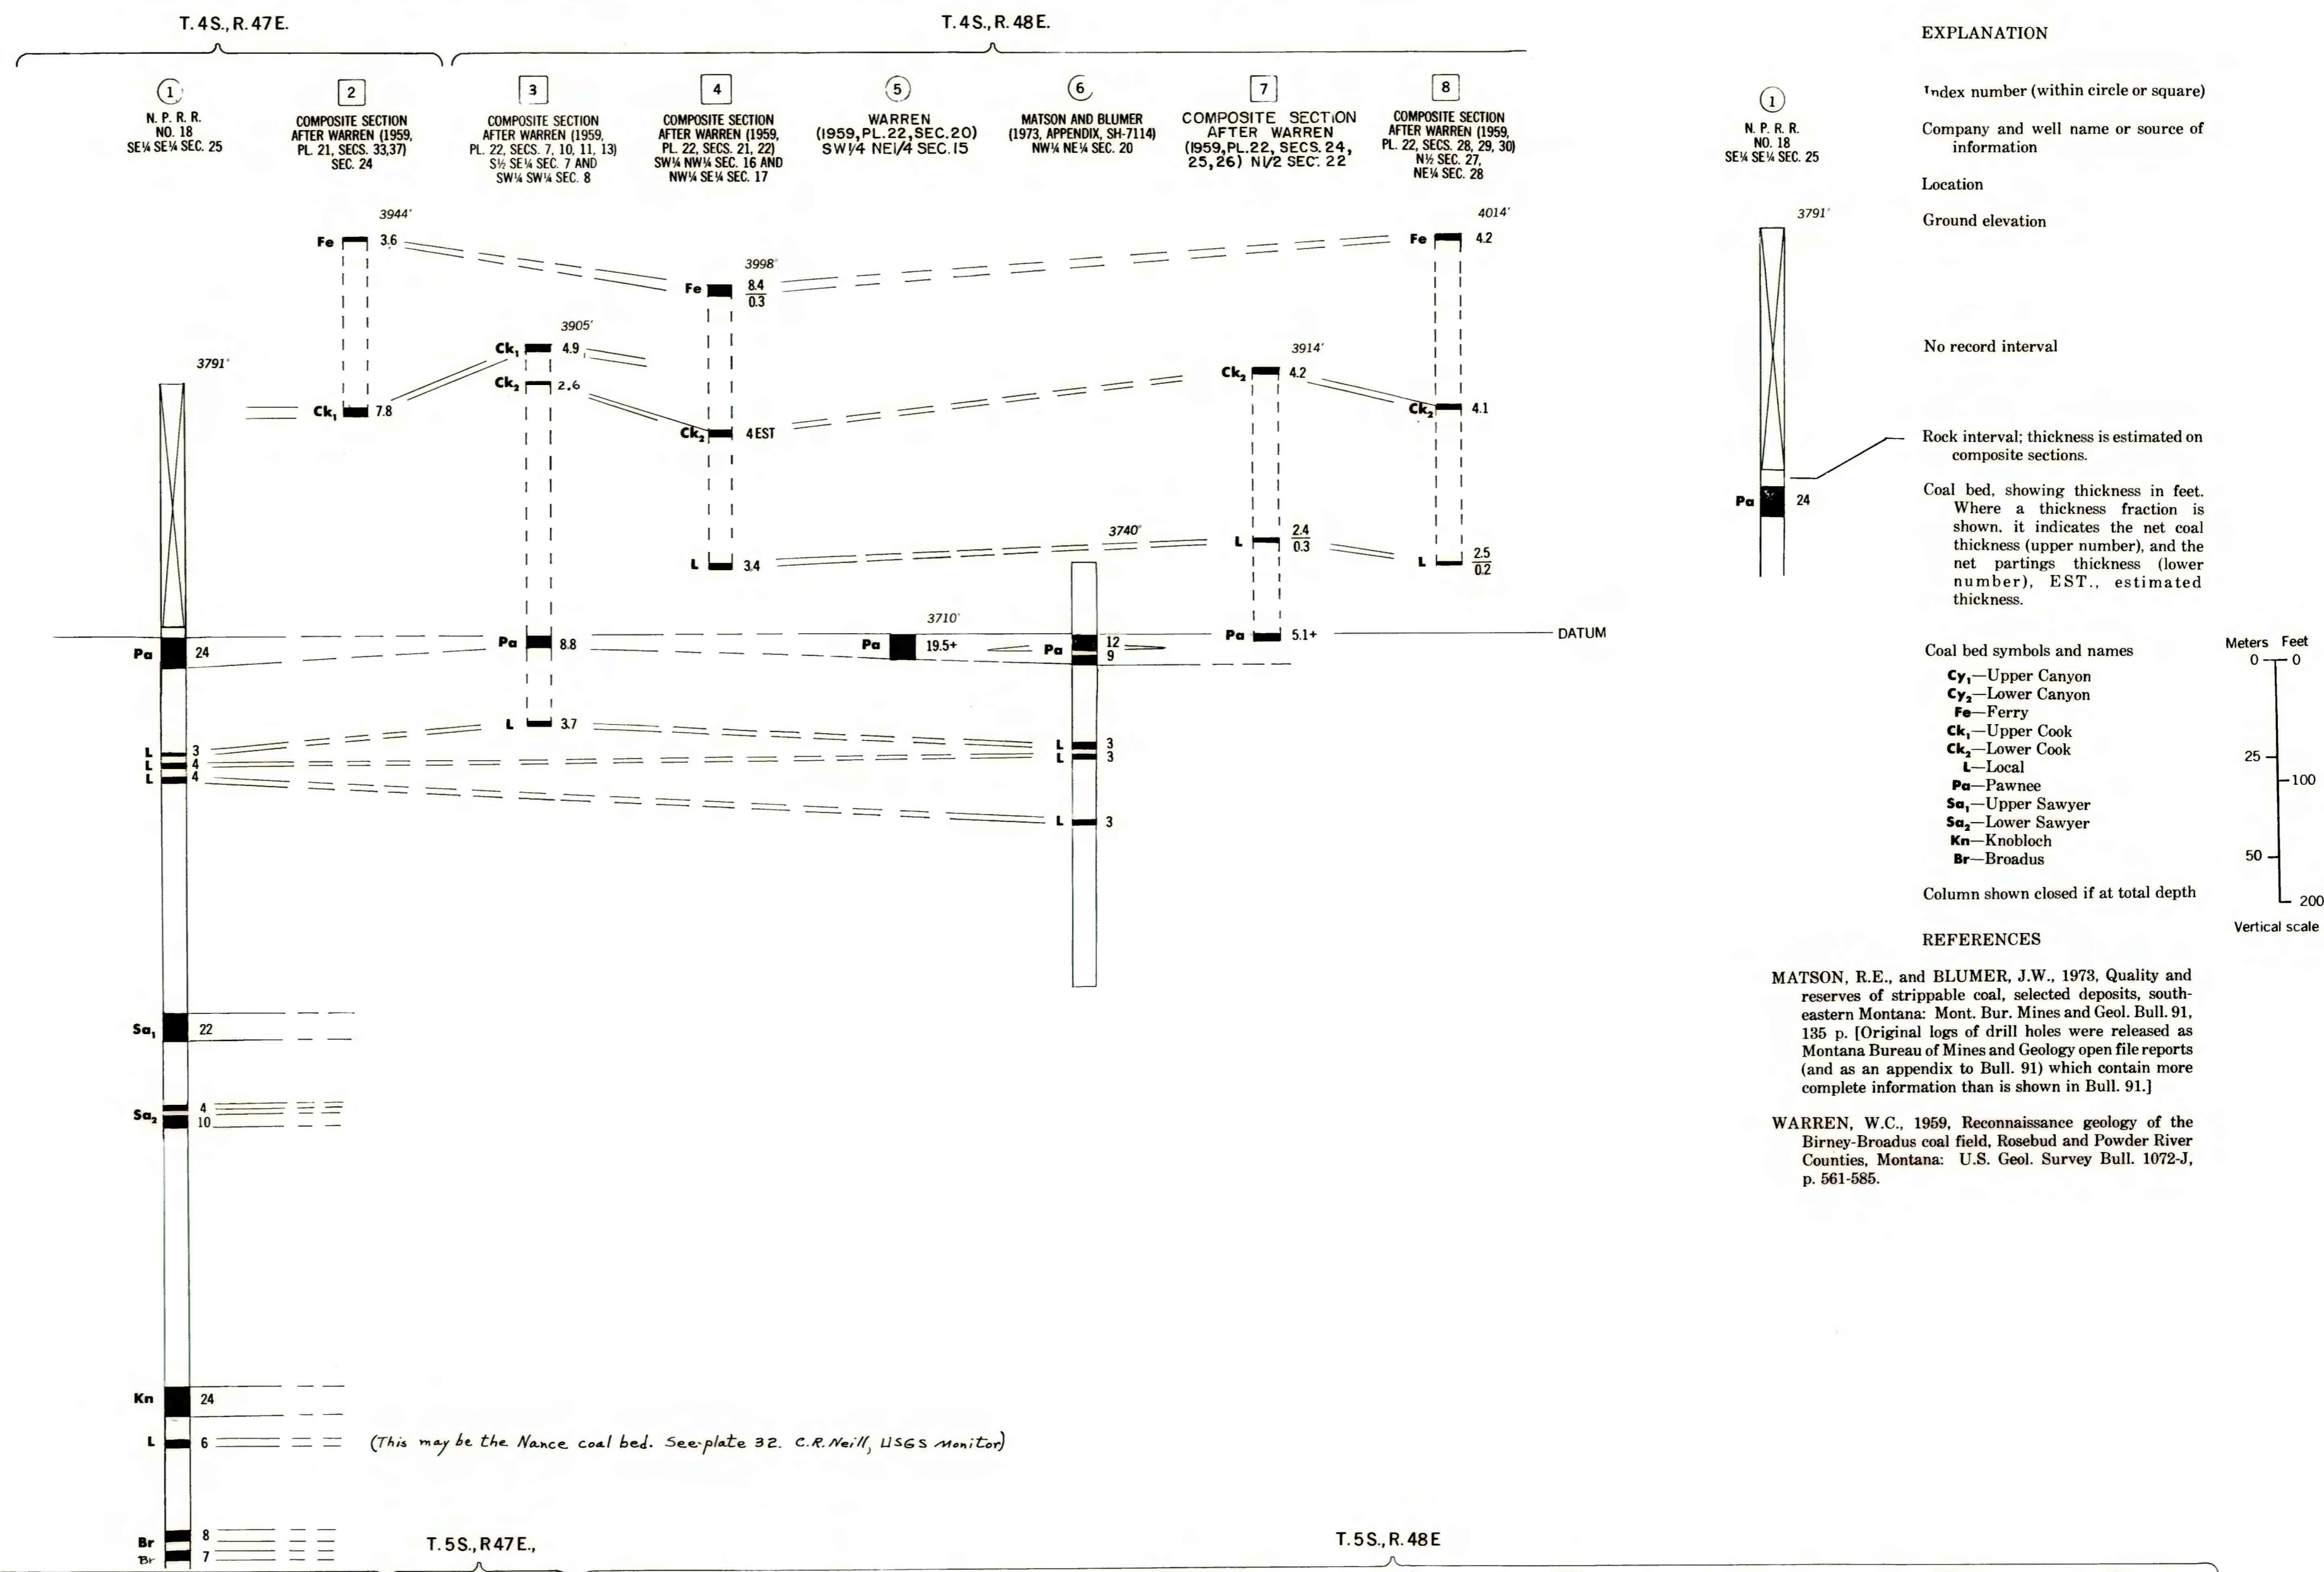 T. 4 S., R. 47 E.
T. 4 S., R. 48 E.
1
N. P. R. R.
NO. 18
SE¼ SE¼ SEC. 25
2
COMPOSITE SECTION
AFTER WARREN (1959,
PL. 21, SECS. 33,37)
SEC. 24
3
COMPOSITE SECTION
AFTER WARREN (1959,
PL. 22, SECS. 7, 10, 11, 13)
S½ SE¼ SEC. 7 AND
SW¼ SW¼ SEC. 8
4
COMPOSITE SECTION
AFTER WARREN (1959,
PL. 22, SECS. 21, 22)
SW¼ NW¼ SEC. 16 AND
NW¼ SE¼ SEC. 17
5
WARREN
(1959, PL. 22, SEC. 20)
SW1/4 NE1/4 SEC. 15
6
MATSON AND BLUMER
(1973, APPENDIX, SH-7114)
NW¼ NE¼ SEC. 20
7
COMPOSITE SECTION
AFTER WARREN
(1959, PL. 22, SECS. 24,
25, 26) N1/2 SEC. 22
8
COMPOSITE SECTION
AFTER WARREN (1959,
PL. 22, SECS. 28, 29, 30)
N½ SEC. 27,
NE¼ SEC. 28
3791'
Pa 24
L 3
L 4
L 4
Sa₁ 22
Sa₂ 4
10
Kn 24
L 6
(This may be the Nance coal bed. See plate 32. C.R. Neill, USGS Monitor)
Br 8
Br 7
3944'
Fe 3.6
Ck₁ 7.8
3905'
Ck₁ 4.9
Ck₂ 2.6
Pa 8.8
L 3.7
3998'
Fe 8.4
0.3
Ck₂ 4 EST
L 3.4
3710'
Pa 19.5+
3740'
Pa 12
9
L 3
L 3
L 3
3914'
Ck₂ 4.2
L 2.4
0.3
Pa 5.1+
4014'
Fe 4.2
Ck₂ 4.1
L 2.5
0.2
DATUM
T. 5 S., R 47 E.,
T. 5 S., R. 48 E
EXPLANATION
1
N. P. R. R.
NO. 18
SE¼ SE¼ SEC. 25
3791'
Pa 24
Index number (within circle or square)
Company and well name or source of
information
Location
Ground elevation
No record interval
Rock interval; thickness is estimated on
composite sections.
Coal bed, showing thickness in feet.
Where a thickness fraction is
shown, it indicates the net coal
thickness (upper number), and the
net partings thickness (lower
number), EST., estimated
thickness.
Coal bed symbols and names
Cy₁—Upper Canyon
Cy₂—Lower Canyon
Fe—Ferry
Ck₁—Upper Cook
Ck₂—Lower Cook
L—Local
Pa—Pawnee
Sa₁—Upper Sawyer
Sa₂—Lower Sawyer
Kn—Knobloch
Br—Broadus
Column shown closed if at total depth
Meters Feet
0 0
25
100
50
200
Vertical scale
REFERENCES
MATSON, R.E., and BLUMER, J.W., 1973, Quality and
reserves of strippable coal, selected deposits, south-
eastern Montana: Mont. Bur. Mines and Geol. Bull. 91,
135 p. [Original logs of drill holes were released as
Montana Bureau of Mines and Geology open file reports
(and as an appendix to Bull. 91) which contain more
complete information than is shown in Bull. 91.]
WARREN, W.C., 1959, Reconnaissance geology of the
Birney-Broadus coal field, Rosebud and Powder River
Counties, Montana: U.S. Geol. Survey Bull. 1072-J,
p. 561-585.